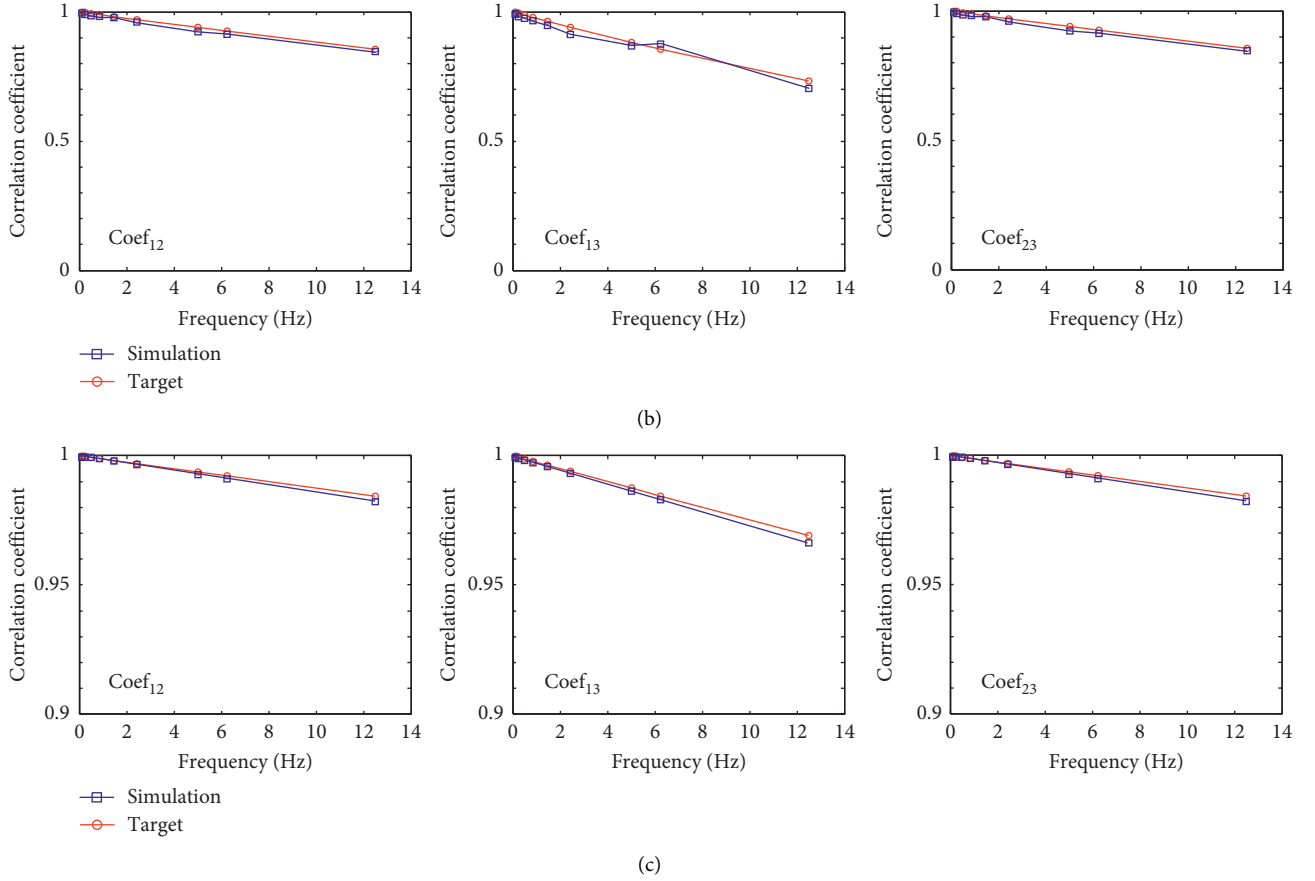 Correlation coefficient
1
0.5
0
Coef12
0 2 4 6 8 10 12 14
Frequency (Hz)
Correlation coefficient
1
0.5
0
Coef13
0 2 4 6 8 10 12 14
Frequency (Hz)
Correlation coefficient
1
0.5
0
Coef23
0 2 4 6 8 10 12 14
Frequency (Hz)
Simulation
Target
(b)
Correlation coefficient
1
0.95
0.9
Coef12
0 2 4 6 8 10 12 14
Frequency (Hz)
Correlation coefficient
1
0.95
0.9
Coef13
0 2 4 6 8 10 12 14
Frequency (Hz)
Correlation coefficient
1
0.95
0.9
Coef23
0 2 4 6 8 10 12 14
Frequency (Hz)
Simulation
Target
(c)